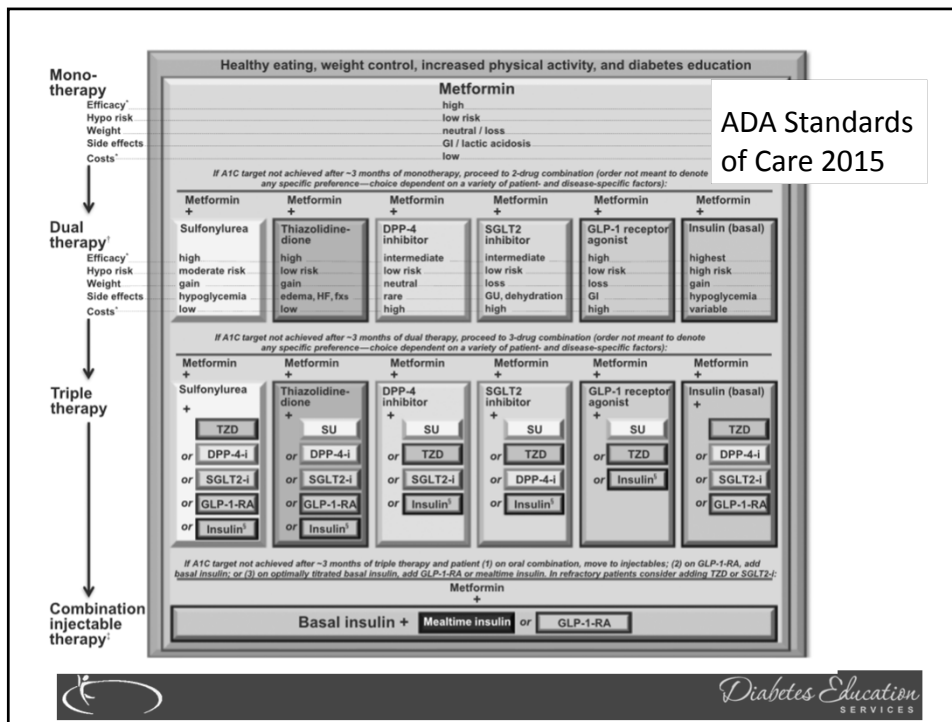 Healthy eating, weight control, increased physical activity, and diabetes education
Mono-
therapy
Metformin
Efficacy* high
Hypo risk low risk
Weight neutral / loss
Side effects GI / lactic acidosis
Costs* low
ADA Standards
of Care 2015
If A1C target not achieved after ~3 months of monotherapy, proceed to 2-drug combination (order not meant to denote
any specific preference—choice dependent on a variety of patient- and disease-specific factors):
Metformin Metformin Metformin Metformin Metformin Metformin
+ + + + + +
Dual
therapy†
Sulfonylurea Thiazolidine- DPP-4 SGLT2 GLP-1 receptor Insulin (basal)
dione inhibitor inhibitor agonist
Efficacy* high high intermediate intermediate high highest
Hypo risk moderate risk low risk low risk low risk low risk high risk
Weight gain gain neutral loss loss gain
Side effects hypoglycemia edema, HF, fxs rare GU, dehydration GI hypoglycemia
Costs* low low high high high variable
If A1C target not achieved after ~3 months of dual therapy, proceed to 3-drug combination (order not meant to denote
any specific preference—choice dependent on a variety of patient- and disease-specific factors):
Metformin Metformin Metformin Metformin Metformin Metformin
+ + + + + +
Triple
therapy
Sulfonylurea Thiazolidine- DPP-4 SGLT2 GLP-1 receptor Insulin (basal)
dione inhibitor inhibitor agonist
+ + + + + +
TZD SU SU SU SU TZD
or DPP-4-i or DPP-4-i or TZD or TZD or TZD or DPP-4-i
or SGLT2-i or SGLT2-i or SGLT2-i or DPP-4-i or Insulin§ or SGLT2-i
or GLP-1-RA or GLP-1-RA or Insulin§ or Insulin§ or GLP-1-RA
or Insulin§ or Insulin§
If A1C target not achieved after ~3 months of triple therapy and patient (1) on oral combination, move to injectables; (2) on GLP-1-RA, add
basal insulin; or (3) on optimally titrated basal insulin, add GLP-1-RA or mealtime insulin. In refractory patients consider adding TZD or SGLT2-i:
Metformin
+
Combination
injectable
therapy‡
Basal insulin + Mealtime insulin or GLP-1-RA
Diabetes Education
SERVICES